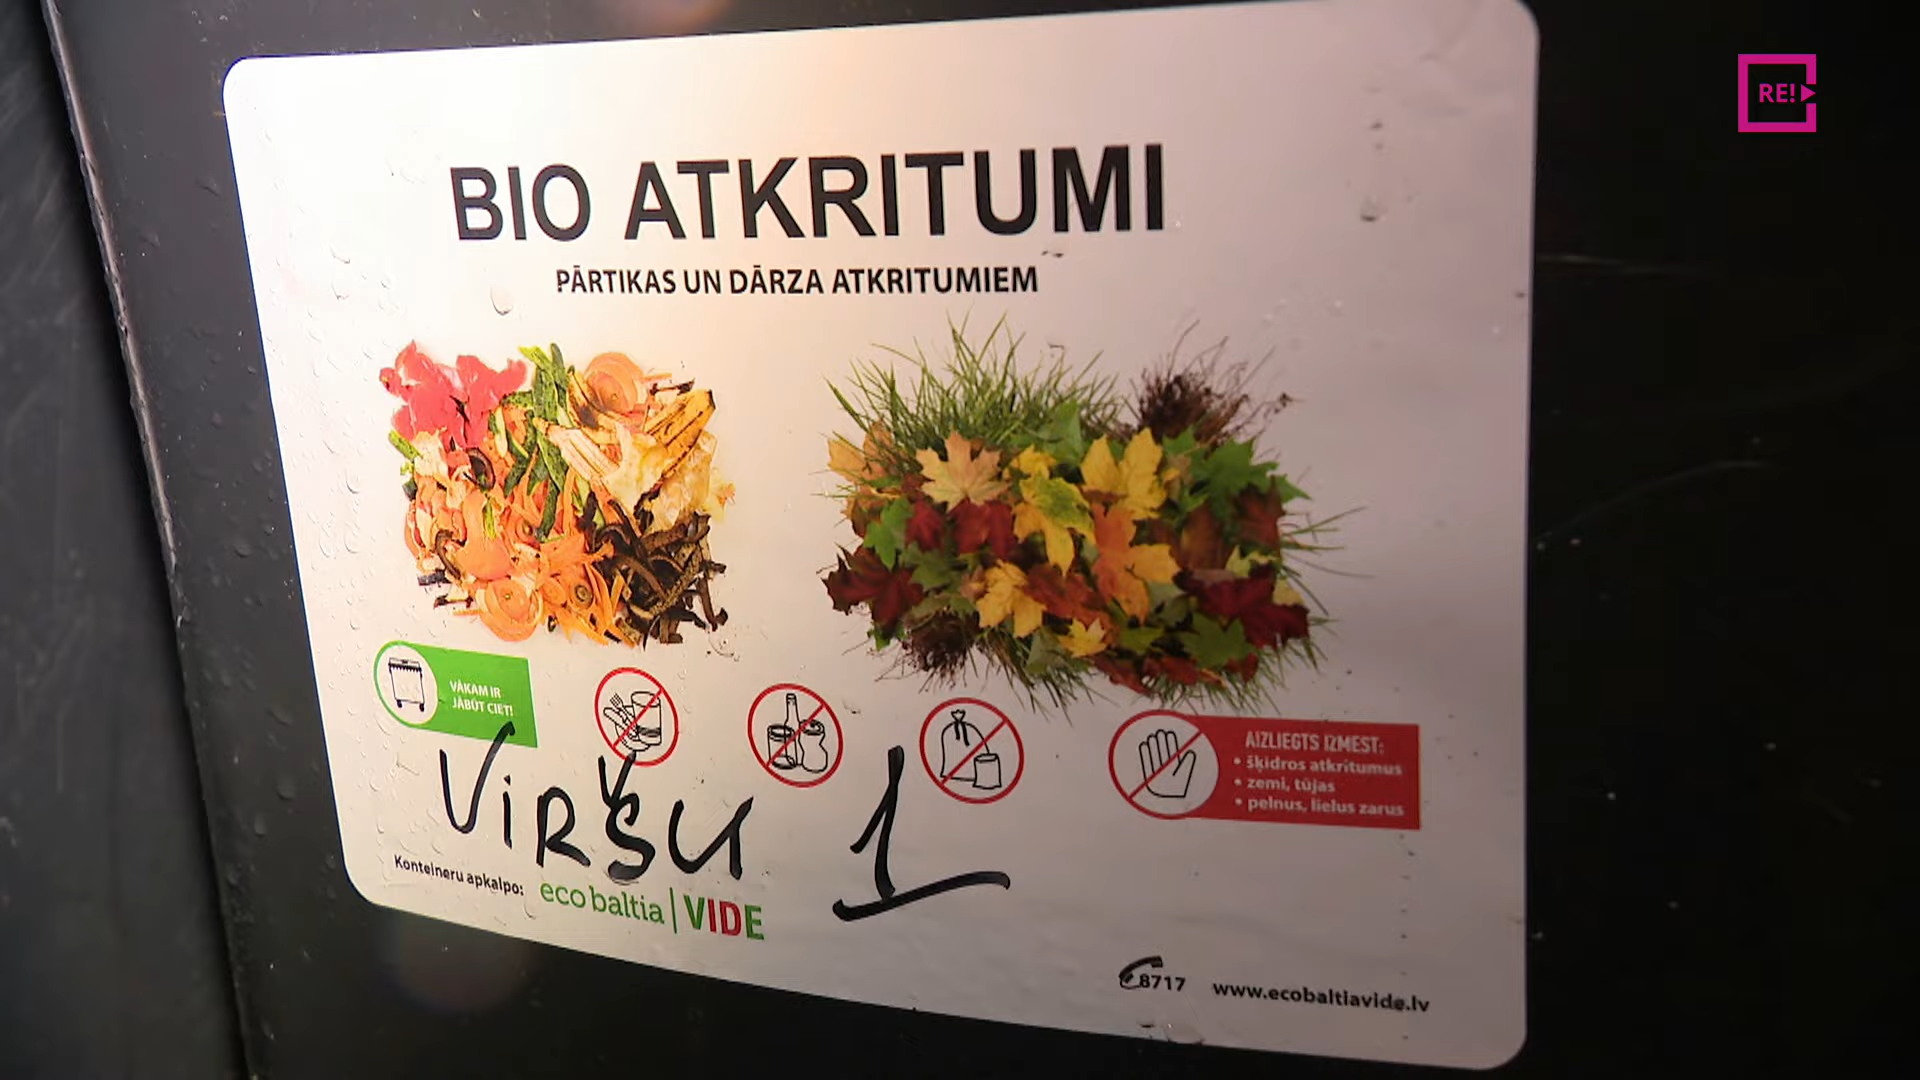 RE!
BIO ATKRITUMI
PĀRTIKAS UN DĀRZA ATKRITUMIEM
VĀKAM IR
JĀBŪT CIET!
AIZLIEGTS IZMEST:
• šķidros atkritumus
• zemi, tūjas
• pelnus, lielus zarus
VIRŠU 1
Konteineru apkalpo: eco baltia | VIDE
8717 www.ecobaltiavide.lv